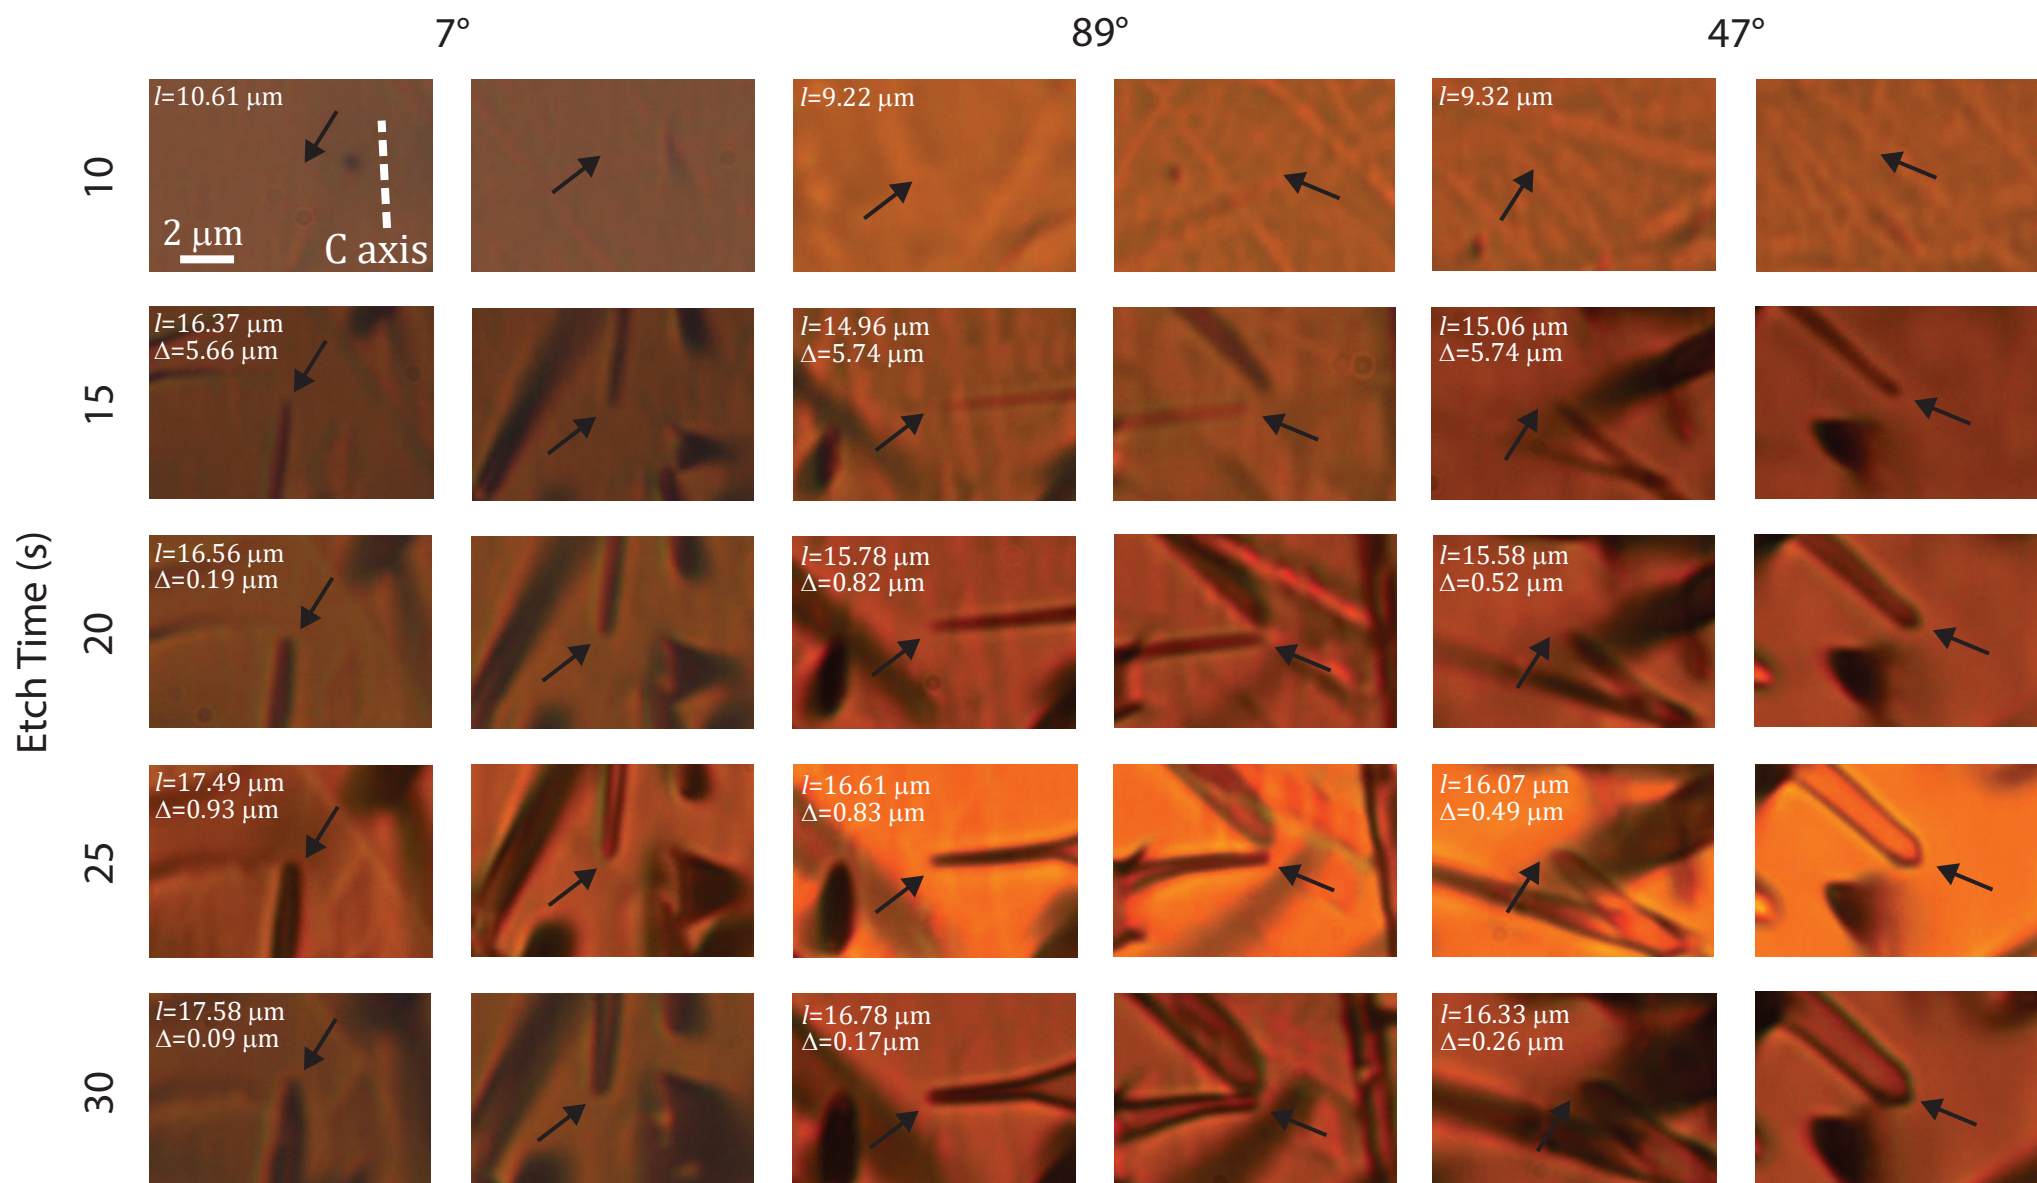 7° 89° 47°
Etch Time (s)
10
l=10.61 μm
C axis
2 μm
l=9.22 μm
l=9.32 μm
15
l=16.37 μm
Δ=5.66 μm
l=14.96 μm
Δ=5.74 μm
l=15.06 μm
Δ=5.74 μm
20
l=16.56 μm
Δ=0.19 μm
l=15.78 μm
Δ=0.82 μm
l=15.58 μm
Δ=0.52 μm
25
l=17.49 μm
Δ=0.93 μm
l=16.61 μm
Δ=0.83 μm
l=16.07 μm
Δ=0.49 μm
30
l=17.58 μm
Δ=0.09 μm
l=16.78 μm
Δ=0.17μm
l=16.33 μm
Δ=0.26 μm